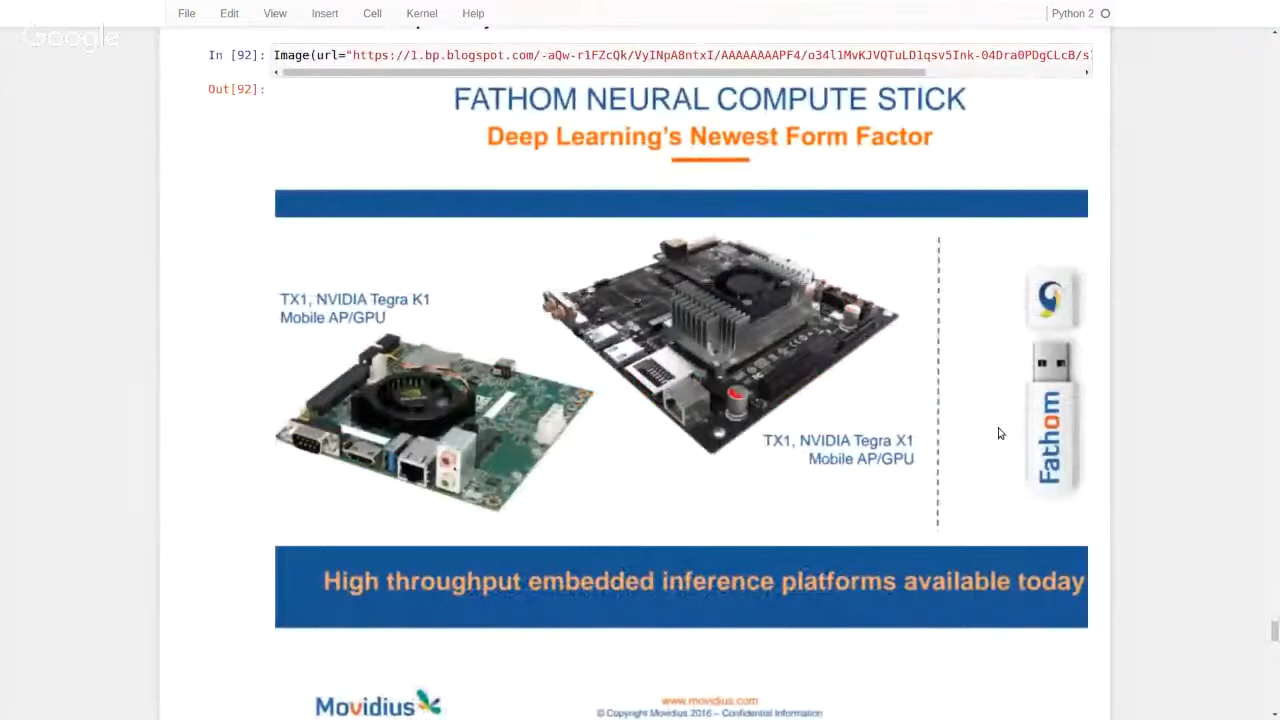 File Edit View Insert Cell Kernel Help Python 2
Google
In [92]: Image(url="https://1.bp.blogspot.com/-aQw-r1FZcQk/VyINpA8ntxI/AAAAAAAAPF4/o34l1MvKJVQTuLD1qsv5Ink-04Dra0PDgCLcB/s
Out[92]:
FATHOM NEURAL COMPUTE STICK
Deep Learning's Newest Form Factor
TX1, NVIDIA Tegra K1
Mobile AP/GPU
TX1, NVIDIA Tegra X1
Mobile AP/GPU
Fathom
High throughput embedded inference platforms available today
Movidius
www.movidius.com
© Copyright Movidius 2016 – Confidential Information